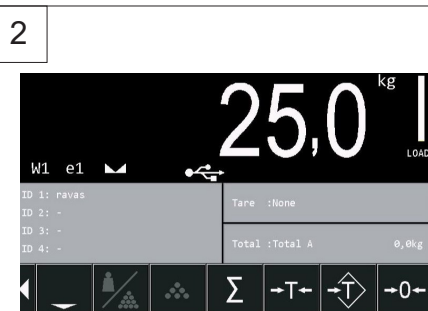 2
25,0 kg
LOAD
W1 e1
ID 1: ravas
ID 2: -
ID 3: -
ID 4: -
Tare :None
Total :Total A 0,0kg
Σ →T← →T← →0←